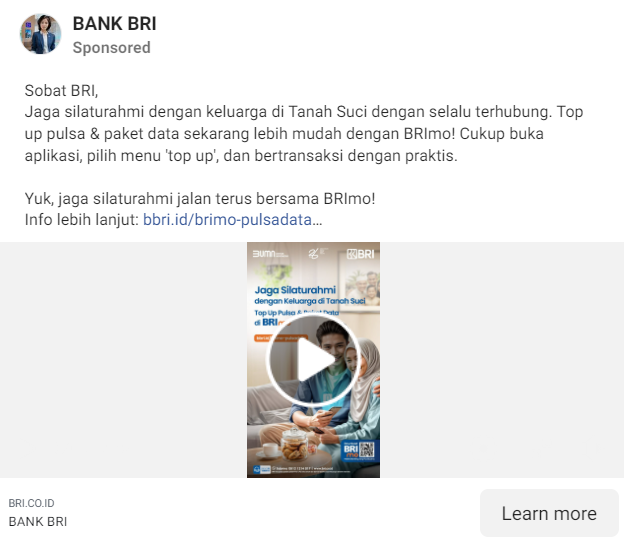 BANK BRI
Sponsored
Sobat BRI,
Jaga silaturahmi dengan keluarga di Tanah Suci dengan selalu terhubung. Top
up pulsa & paket data sekarang lebih mudah dengan BRImo! Cukup buka
aplikasi, pilih menu 'top up', dan bertransaksi dengan praktis.
Yuk, jaga silaturahmi jalan terus bersama BRImo!
Info lebih lanjut: bbri.id/brimo-pulsadata…
BUMN
BRI
Jaga Silaturahmi
dengan Keluarga di Tanah Suci
Top Up Pulsa & Paket Data
di BRImo
BRI
mo
BRI.CO.ID
BANK BRI
Learn more